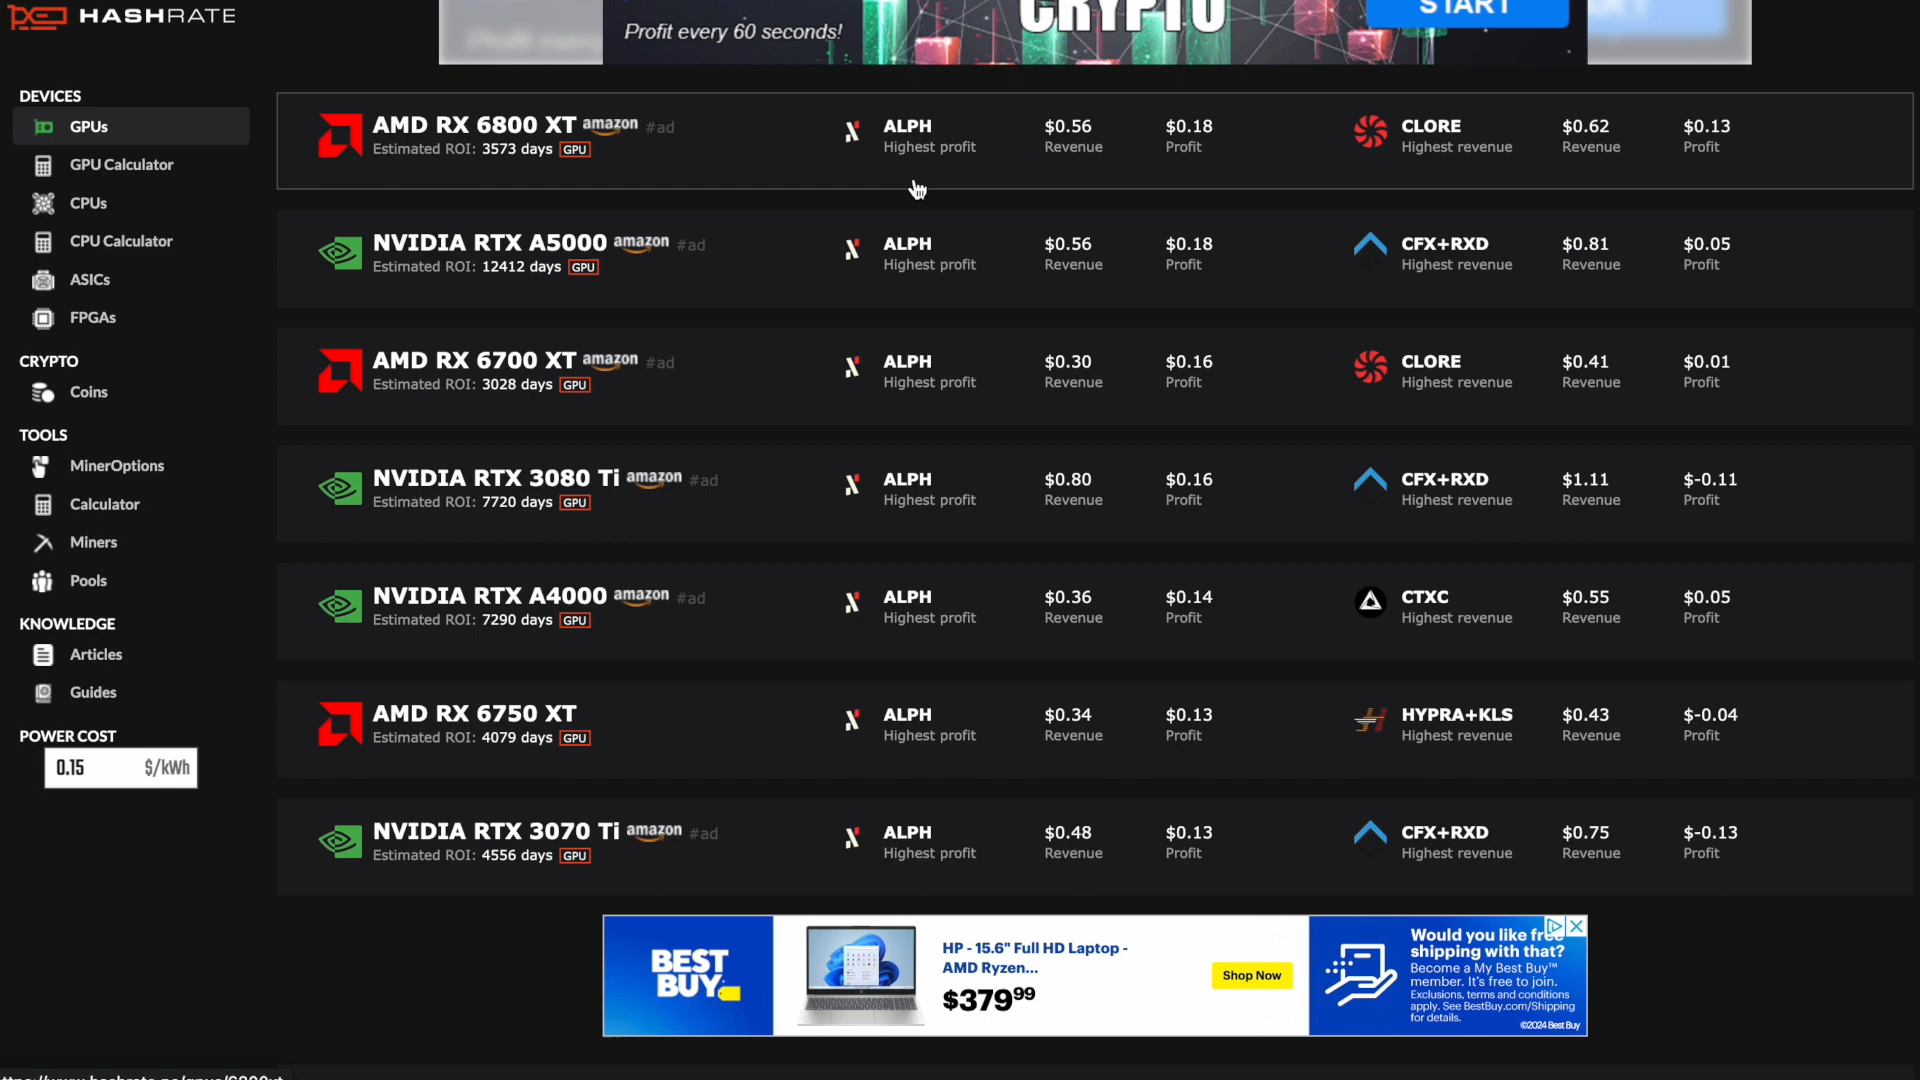 HASHRATE
Profit every 60 seconds!
CRYPTO
START
DEVICES
GPUs
GPU Calculator
CPUs
CPU Calculator
ASICs
FPGAs
CRYPTO
Coins
TOOLS
MinerOptions
Calculator
Miners
Pools
KNOWLEDGE
Articles
Guides
POWER COST
0.15 $/kWh
AMD RX 6800 XT amazon #ad
Estimated ROI: 3573 days GPU
ALPH $0.56 $0.18
Highest profit Revenue Profit
CLORE $0.62 $0.13
Highest revenue Revenue Profit
NVIDIA RTX A5000 amazon #ad
Estimated ROI: 12412 days GPU
ALPH $0.56 $0.18
Highest profit Revenue Profit
CFX+RXD $0.81 $0.05
Highest revenue Revenue Profit
AMD RX 6700 XT amazon #ad
Estimated ROI: 3028 days GPU
ALPH $0.30 $0.16
Highest profit Revenue Profit
CLORE $0.41 $0.01
Highest revenue Revenue Profit
NVIDIA RTX 3080 Ti amazon #ad
Estimated ROI: 7720 days GPU
ALPH $0.80 $0.16
Highest profit Revenue Profit
CFX+RXD $1.11 $-0.11
Highest revenue Revenue Profit
NVIDIA RTX A4000 amazon #ad
Estimated ROI: 7290 days GPU
ALPH $0.36 $0.14
Highest profit Revenue Profit
CTXC $0.55 $0.05
Highest revenue Revenue Profit
AMD RX 6750 XT
Estimated ROI: 4079 days GPU
ALPH $0.34 $0.13
Highest profit Revenue Profit
HYPRA+KLS $0.43 $-0.04
Highest revenue Revenue Profit
NVIDIA RTX 3070 Ti amazon #ad
Estimated ROI: 4556 days GPU
ALPH $0.48 $0.13
Highest profit Revenue Profit
CFX+RXD $0.75 $-0.13
Highest revenue Revenue Profit
BEST
BUY
HP - 15.6" Full HD Laptop -
AMD Ryzen...
$379⁹⁹
Shop Now
Would you like free
shipping with that?
Become a My Best Buy™
member. It's free to join.
Exclusions, terms and conditions
apply. See BestBuy.com/Shipping
for details.
©2024 Best Buy